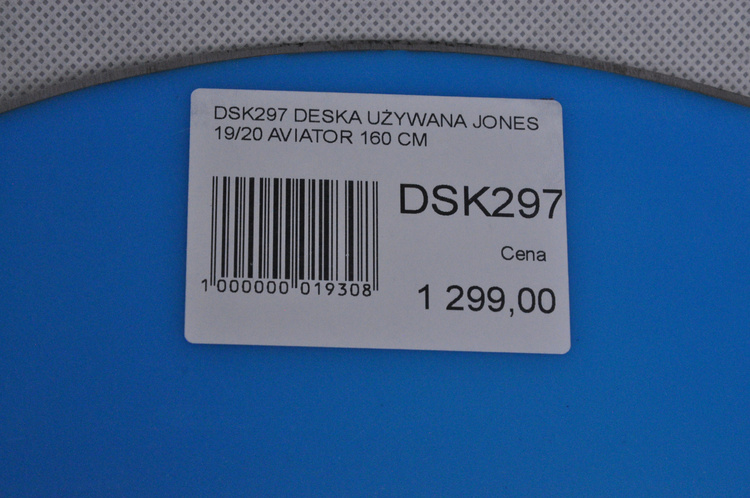 DSK297 DESKA UŻYWANA JONES
19/20 AVIATOR 160 CM
DSK297
Cena
1 000000 019308
1 299,00